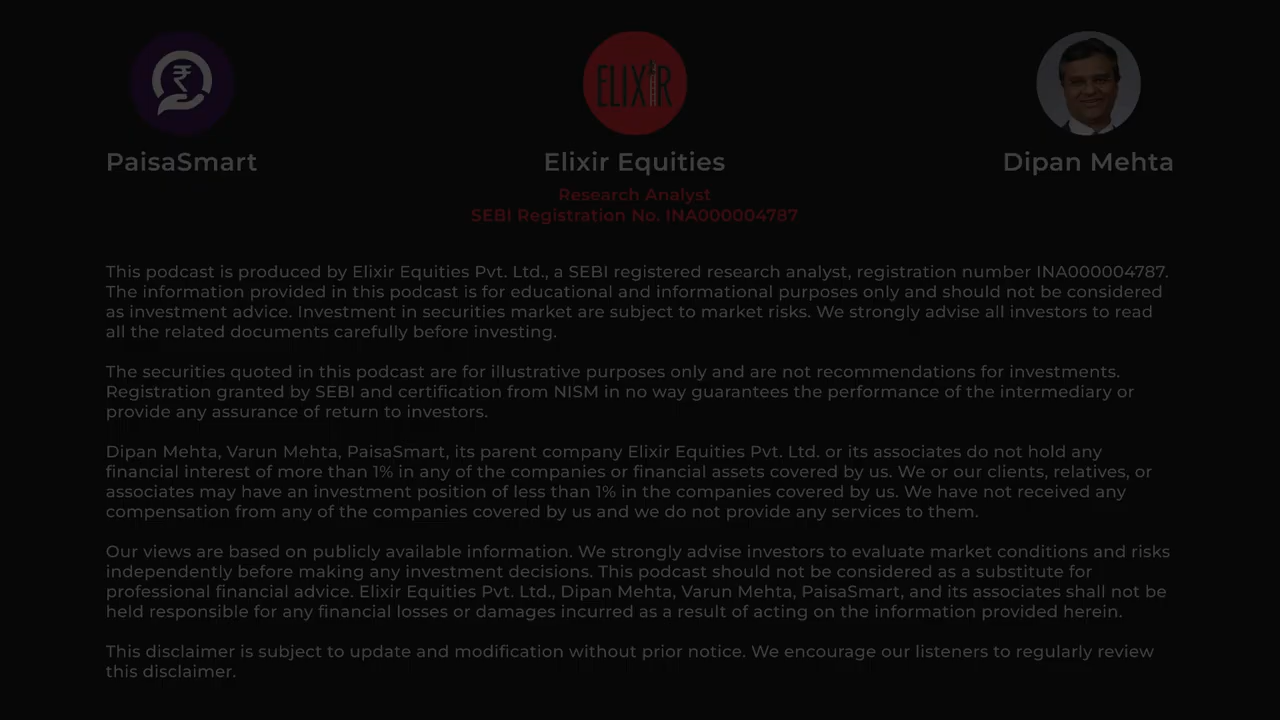 ₹
ELIXIR
PaisaSmart
Elixir Equities
Dipan Mehta
Research Analyst
SEBI Registration No. INA000004787
This podcast is produced by Elixir Equities Pvt. Ltd., a SEBI registered research analyst, registration number INA000004787.
The information provided in this podcast is for educational and informational purposes only and should not be considered
as investment advice. Investment in securities market are subject to market risks. We strongly advise all investors to read
all the related documents carefully before investing.
The securities quoted in this podcast are for illustrative purposes only and are not recommendations for investments.
Registration granted by SEBI and certification from NISM in no way guarantees the performance of the intermediary or
provide any assurance of return to investors.
Dipan Mehta, Varun Mehta, PaisaSmart, its parent company Elixir Equities Pvt. Ltd. or its associates do not hold any
financial interest of more than 1% in any of the companies or financial assets covered by us. We or our clients, relatives, or
associates may have an investment position of less than 1% in the companies covered by us. We have not received any
compensation from any of the companies covered by us and we do not provide any services to them.
Our views are based on publicly available information. We strongly advise investors to evaluate market conditions and risks
independently before making any investment decisions. This podcast should not be considered as a substitute for
professional financial advice. Elixir Equities Pvt. Ltd., Dipan Mehta, Varun Mehta, PaisaSmart, and its associates shall not be
held responsible for any financial losses or damages incurred as a result of acting on the information provided herein.
This disclaimer is subject to update and modification without prior notice. We encourage our listeners to regularly review
this disclaimer.